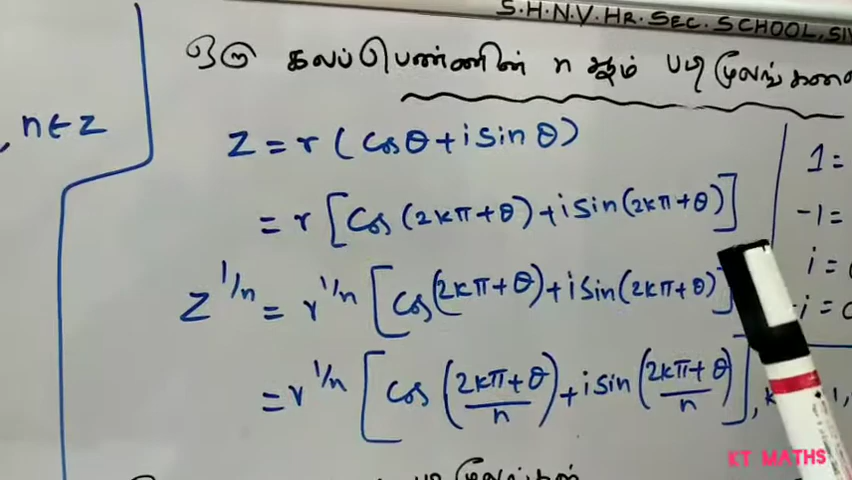 S.H.N.V.HR.SEC.SCHOOL,
ஒரு கலப்பெண்ணின் n ஆம் படி மூலங்களை
, n∈Z
Z = r (cosθ + i sin θ)
= r [cos (2kπ+θ) + i sin (2kπ+θ)]
Z^1/n = r^1/n [cos (2kπ+θ) + i sin (2kπ+θ)]
= r^1/n [cos ((2kπ+θ)/n) + i sin ((2kπ+θ)/n)], k
1 =
-1 =
i =
-i =
KT MATHS